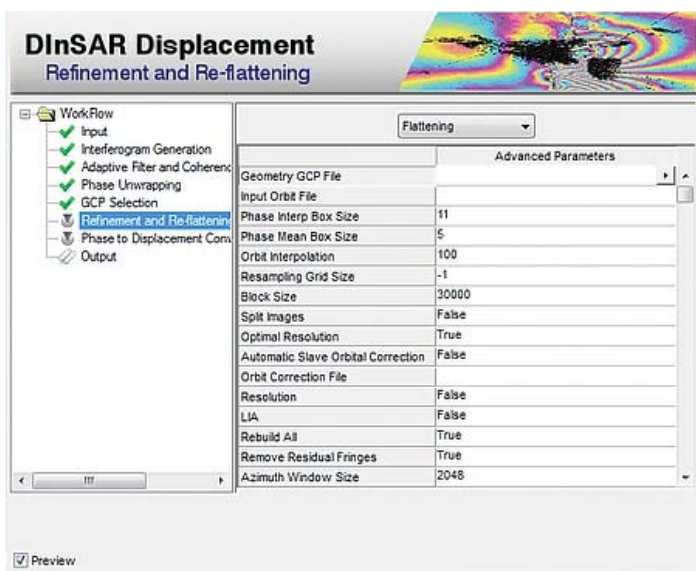 DInSAR Displacement
Refinement and Re-flattening
WorkFlow
Input
Interferogram Generation
Adaptive Filter and Coherenc
Phase Unwrapping
GCP Selection
Refinement and Re-flattening
Phase to Displacement Conv
Output
Flattening
Advanced Parameters
Geometry GCP File
Input Orbit File
Phase Interp Box Size 11
Phase Mean Box Size 5
Orbit Interpolation 100
Resampling Grid Size -1
Block Size 30000
Split Images False
Optimal Resolution True
Automatic Slave Orbital Correction False
Orbit Correction File
Resolution False
LIA False
Rebuild All True
Remove Residual Fringes True
Azimuth Window Size 2048
Preview